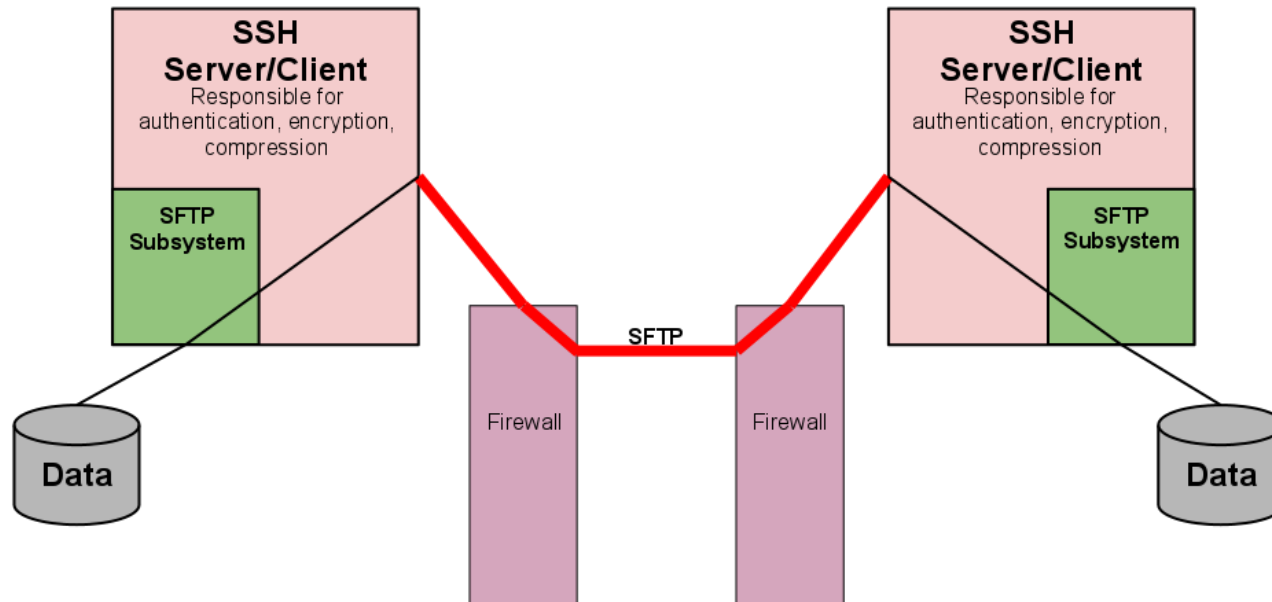 SSH
Server/Client
Responsible for
authentication, encryption,
compression
SFTP
Subsystem
Data
SSH
Server/Client
Responsible for
authentication, encryption,
compression
SFTP
Subsystem
Data
SFTP
Firewall
Firewall